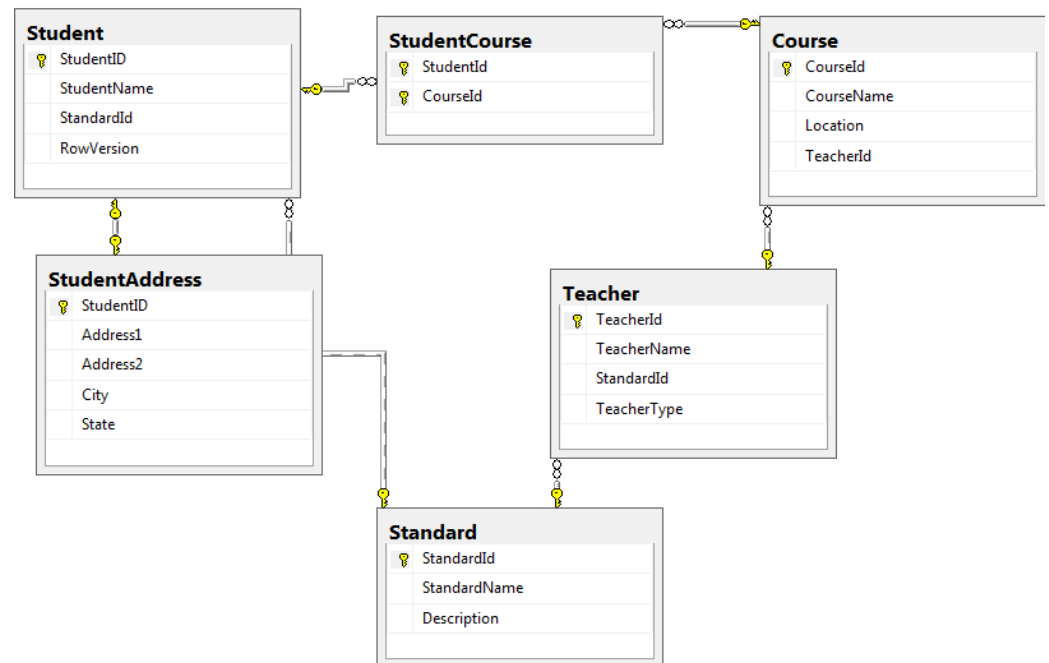 Student
StudentID
StudentName
StandardId
RowVersion
StudentCourse
StudentId
CourseId
Course
CourseId
CourseName
Location
TeacherId
StudentAddress
StudentID
Address1
Address2
City
State
Teacher
TeacherId
TeacherName
StandardId
TeacherType
Standard
StandardId
StandardName
Description